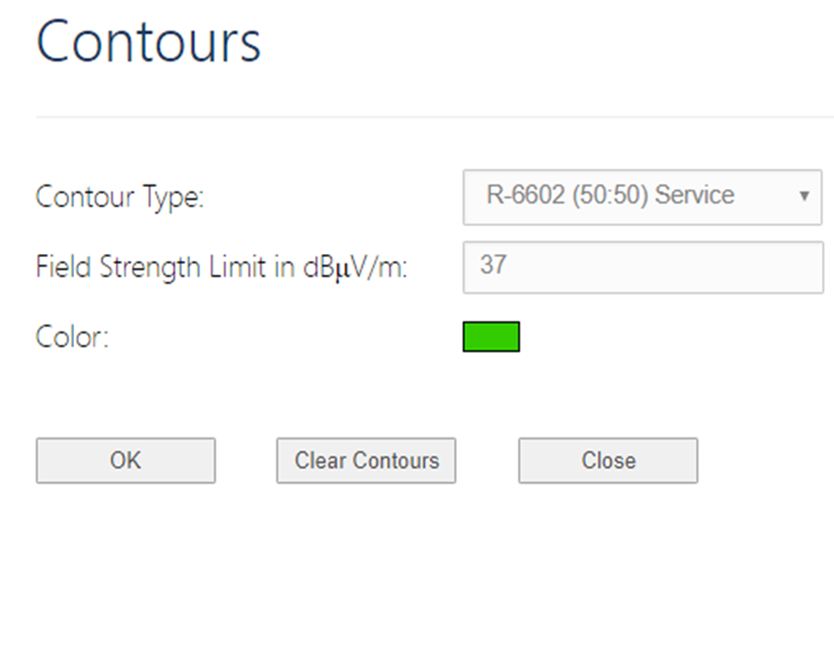 Contours
Contour Type: R-6602 (50:50) Service
Field Strength Limit in dBμV/m: 37
Color:
OK Clear Contours Close